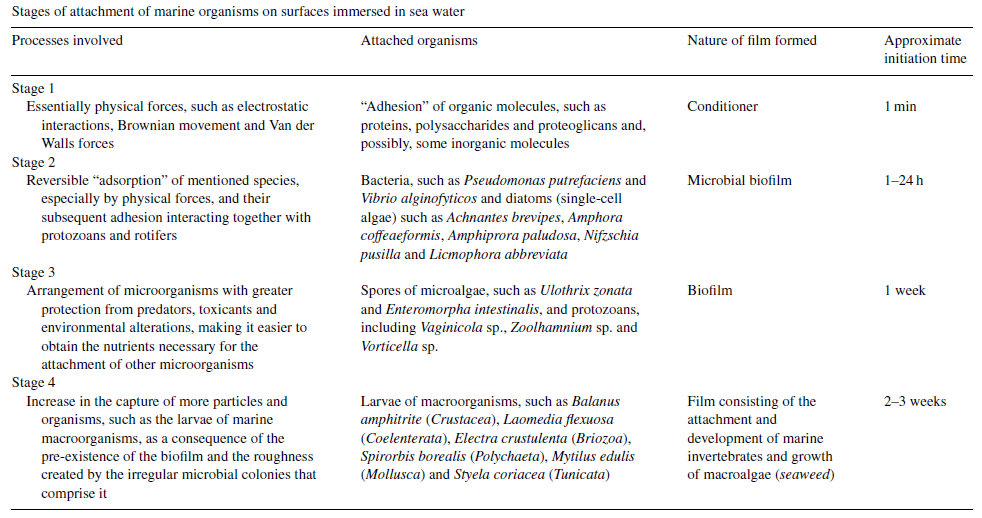 Stages of attachment of marine organisms on surfaces immersed in sea water
Processes involved
Attached organisms
Nature of film formed
Approximate
initiation time
Stage 1
Essentially physical forces, such as electrostatic
interactions, Brownian movement and Van der
Walls forces
“Adhesion” of organic molecules, such as
proteins, polysaccharides and proteoglicans and,
possibly, some inorganic molecules
Conditioner
1 min
Stage 2
Reversible “adsorption” of mentioned species,
especially by physical forces, and their
subsequent adhesion interacting together with
protozoans and rotifers
Bacteria, such as Pseudomonas putrefaciens and
Vibrio alginofyticos and diatoms (single-cell
algae) such as Achnantes brevipes, Amphora
coffeaeformis, Amphiprora paludosa, Nifzschia
pusilla and Licmophora abbreviata
Microbial biofilm
1–24 h
Stage 3
Arrangement of microorganisms with greater
protection from predators, toxicants and
environmental alterations, making it easier to
obtain the nutrients necessary for the
attachment of other microorganisms
Spores of microalgae, such as Ulothrix zonata
and Enteromorpha intestinalis, and protozoans,
including Vaginicola sp., Zoolhamnium sp. and
Vorticella sp.
Biofilm
1 week
Stage 4
Increase in the capture of more particles and
organisms, such as the larvae of marine
macroorganisms, as a consequence of the
pre-existence of the biofilm and the roughness
created by the irregular microbial colonies that
comprise it
Larvae of macroorganisms, such as Balanus
amphitrite (Crustacea), Laomedia flexuosa
(Coelenterata), Electra crustulenta (Briozoa),
Spirorbis borealis (Polychaeta), Mytilus edulis
(Mollusca) and Styela coriacea (Tunicata)
Film consisting of the
attachment and
development of marine
invertebrates and growth
of macroalgae (seaweed)
2–3 weeks